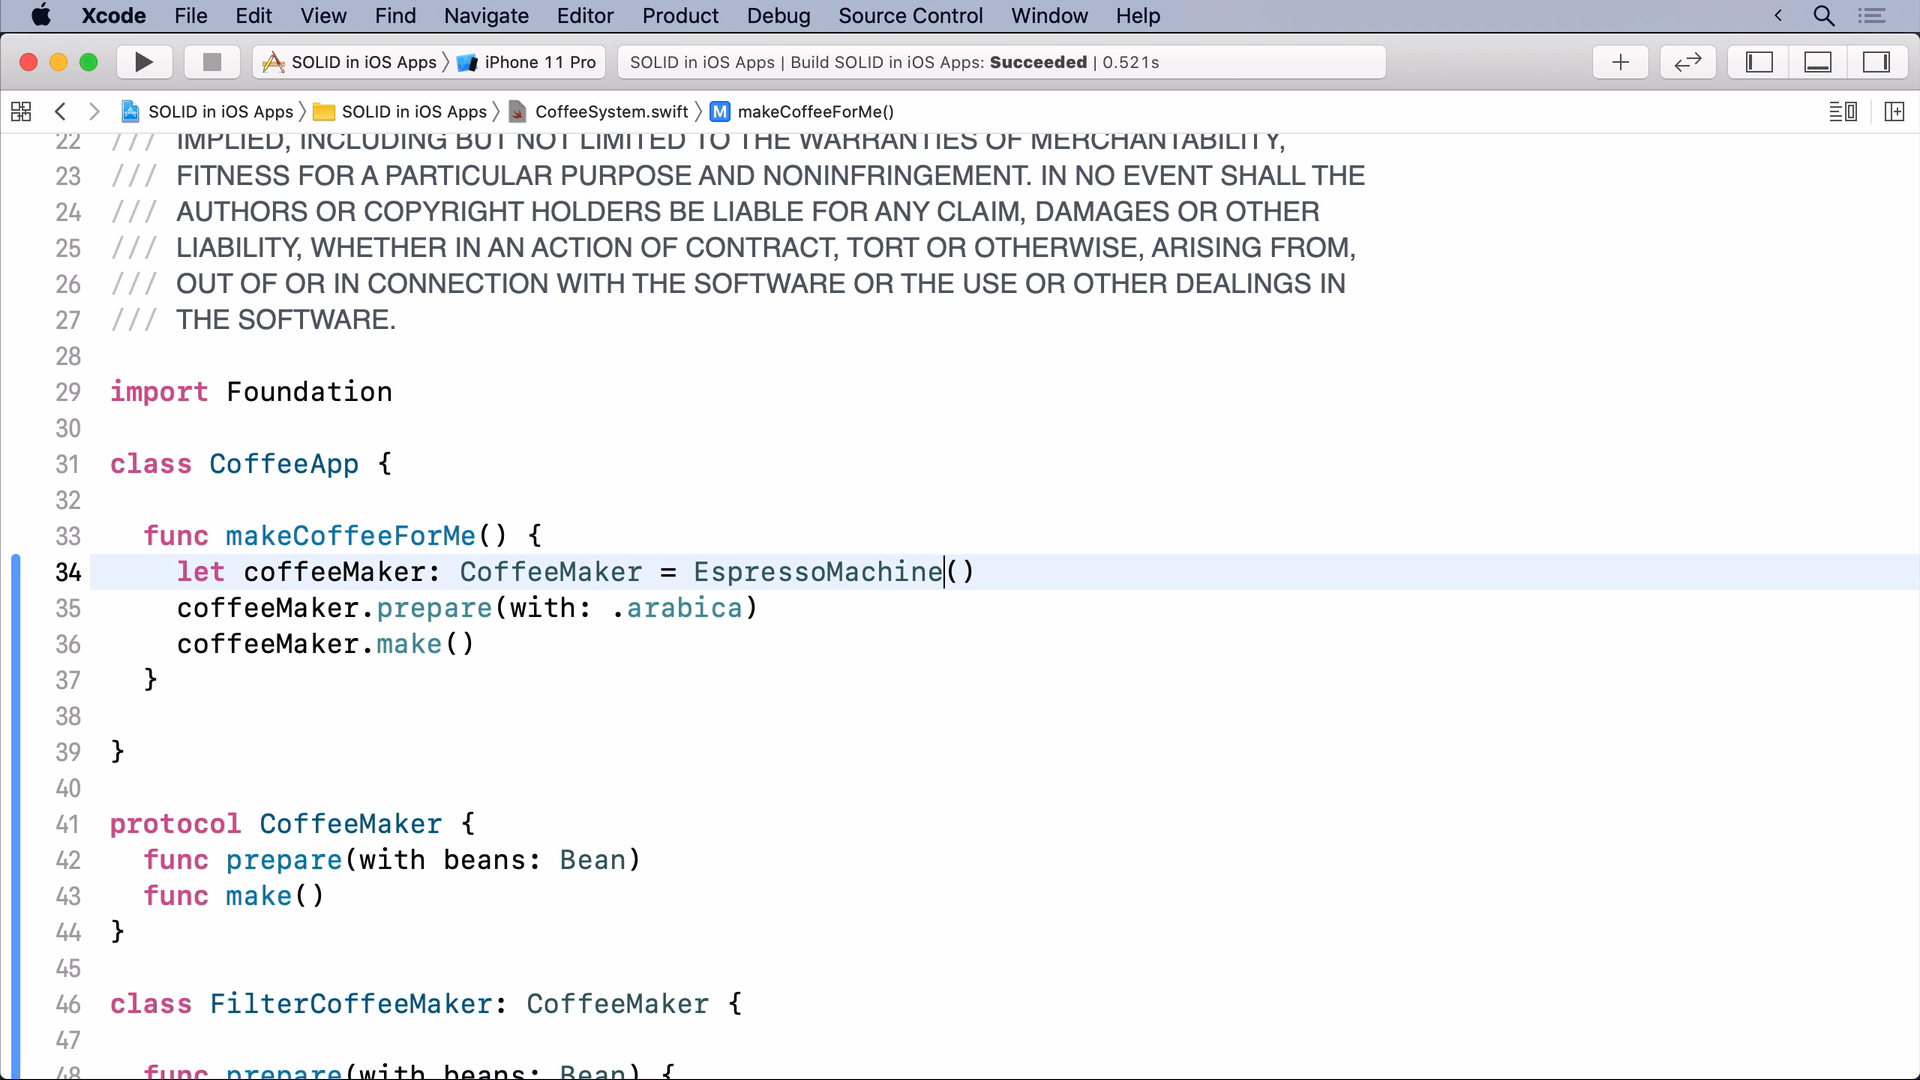 Xcode File Edit View Find Navigate Editor Product Debug Source Control Window Help
SOLID in iOS Apps iPhone 11 Pro SOLID in iOS Apps | Build SOLID in iOS Apps: Succeeded | 0.521s
SOLID in iOS Apps SOLID in iOS Apps CoffeeSystem.swift M makeCoffeeForMe()
22 /// IMPLIED, INCLUDING BUT NOT LIMITED TO THE WARRANTIES OF MERCHANTABILITY,
23 /// FITNESS FOR A PARTICULAR PURPOSE AND NONINFRINGEMENT. IN NO EVENT SHALL THE
24 /// AUTHORS OR COPYRIGHT HOLDERS BE LIABLE FOR ANY CLAIM, DAMAGES OR OTHER
25 /// LIABILITY, WHETHER IN AN ACTION OF CONTRACT, TORT OR OTHERWISE, ARISING FROM,
26 /// OUT OF OR IN CONNECTION WITH THE SOFTWARE OR THE USE OR OTHER DEALINGS IN
27 /// THE SOFTWARE.
28
29 import Foundation
30
31 class CoffeeApp {
32
33 func makeCoffeeForMe() {
34 let coffeeMaker: CoffeeMaker = EspressoMachine()
35 coffeeMaker.prepare(with: .arabica)
36 coffeeMaker.make()
37 }
38
39 }
40
41 protocol CoffeeMaker {
42 func prepare(with beans: Bean)
43 func make()
44 }
45
46 class FilterCoffeeMaker: CoffeeMaker {
47
48 func prepare(with beans: Bean) {